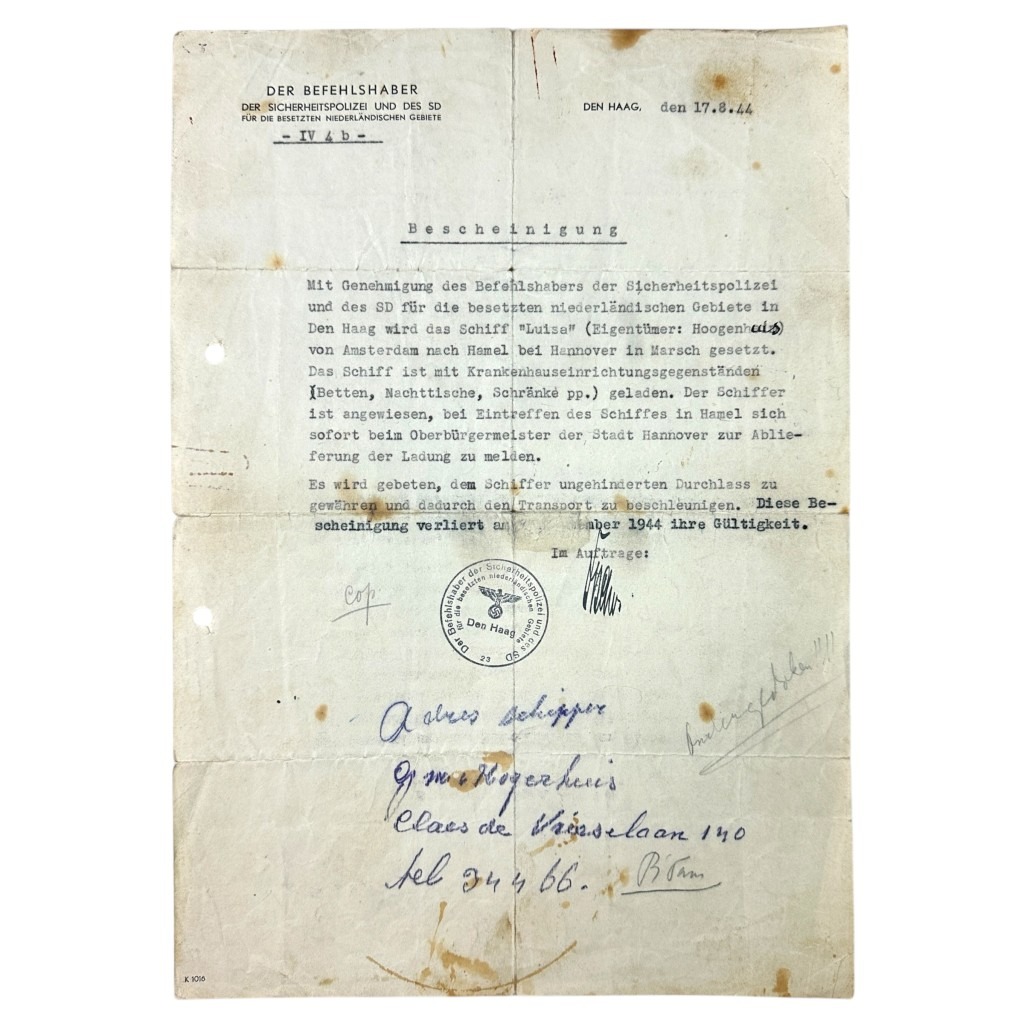 DER BEFEHLSHABER
DER SICHERHEITSPOLIZEI UND DES SD
FÜR DIE BESETZTEN NIEDERLÄNDISCHEN GEBIETE
- IV 4 b -
DEN HAAG, den 17.8.44
Bescheinigung
Mit Genehmigung des Befehlshabers der Sicherheitspolizei
und des SD für die besetzten niederländischen Gebiete in
Den Haag wird das Schiff "Luisa" (Eigentümer: Hoogenhuis)
von Amsterdam nach Hamel bei Hannover in Marsch gesetzt.
Das Schiff ist mit Krankenhauseinrichtungsgegenständen
(Betten, Nachttische, Schränke pp.) geladen. Der Schiffer
ist angewiesen, bei Eintreffen des Schiffes in Hamel sich
sofort beim Oberbürgermeister der Stadt Hannover zur Ablie-
ferung der Ladung zu melden.
Es wird gebeten, dem Schiffer ungehinderten Durchlass zu
gewähren und dadurch den Transport zu beschleunigen. Diese Be-
scheinigung verliert am mber 1944 ihre Gültigkeit.
Im Auftrage:
Der Befehlshaber der Sicherheitspolizei und des SD
für die besetzten niederländischen Gebiete
Den Haag
23
cop.
Adres schipper
Hogerhuis
Claes de Vrieselaan 140
tel 34466.
R'dam
K 1016